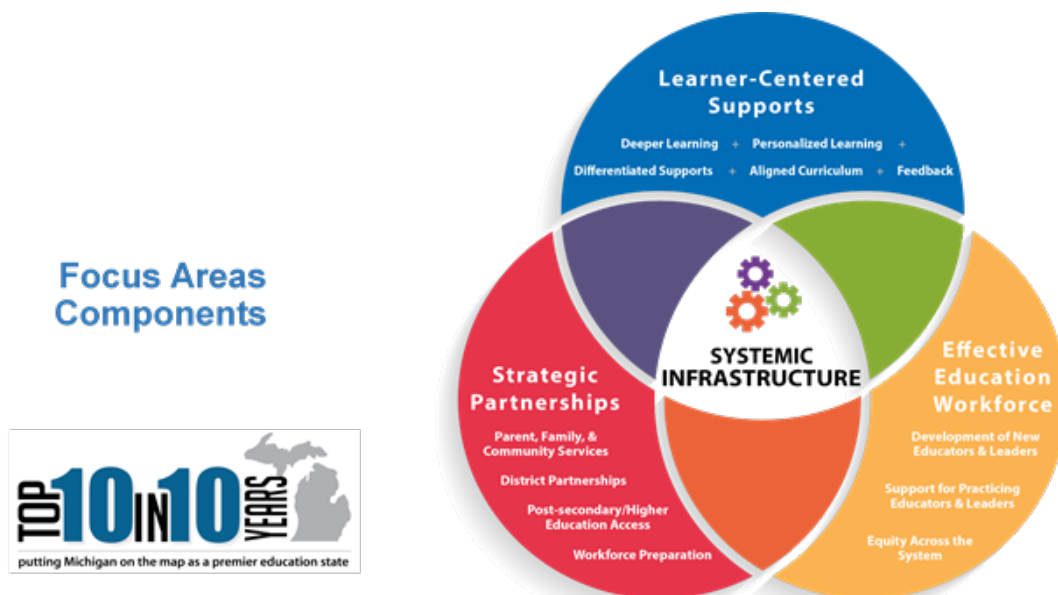 Focus Areas
Components
TOP 10 IN 10 YEARS
putting Michigan on the map as a premier education state
Learner-Centered
Supports
Deeper Learning + Personalized Learning +
Differentiated Supports + Aligned Curriculum + Feedback
SYSTEMIC
INFRASTRUCTURE
Strategic
Partnerships
Parent, Family, &
Community Services
District Partnerships
Post-secondary/Higher
Education Access
Workforce Preparation
Effective
Education
Workforce
Development of New
Educators & Leaders
Support for Practicing
Educators & Leaders
Equity Across the
System